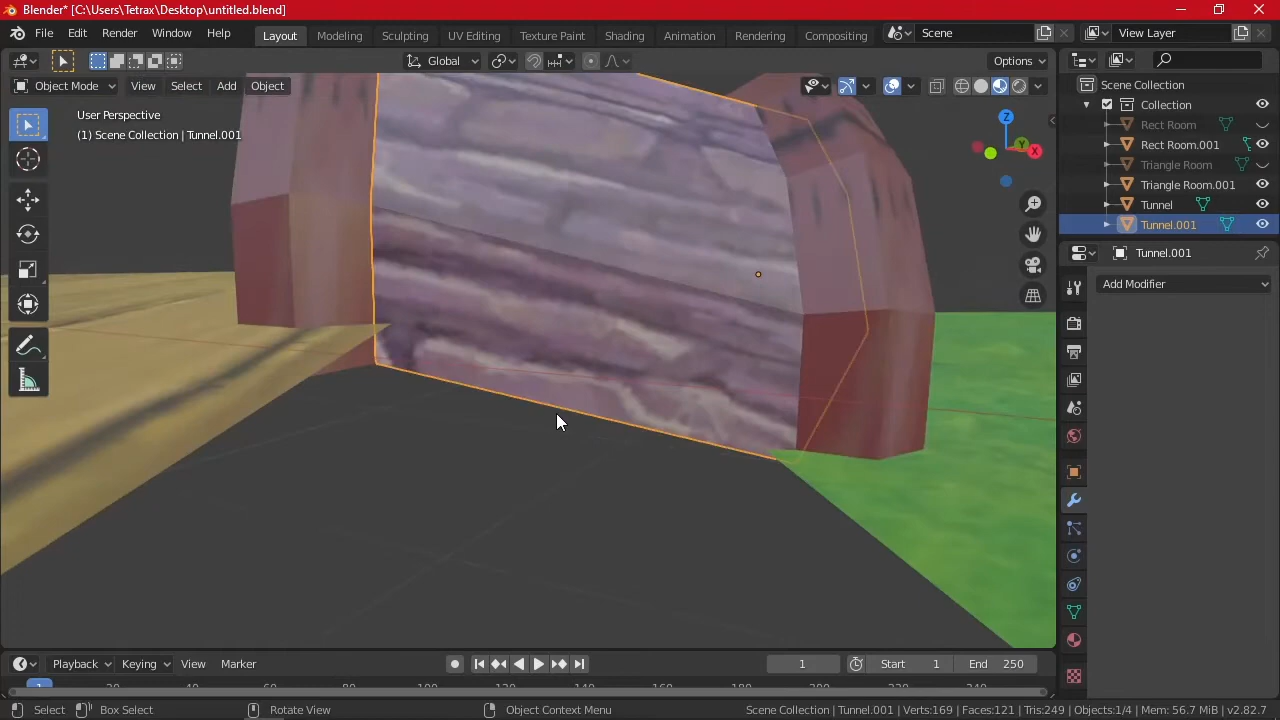 Blender* [C:\Users\Tetrax\Desktop\untitled.blend]
File Edit Render Window Help Layout Modeling Sculpting UV Editing Texture Paint Shading Animation Rendering Compositing Scene View Layer
Global Options
Object Mode View Select Add Object
User Perspective
(1) Scene Collection | Tunnel.001
Z
Y
X
Scene Collection
Collection
Rect Room
Rect Room.001
Triangle Room
Triangle Room.001
Tunnel
Tunnel.001
Tunnel.001
Add Modifier
Playback Keying View Marker 1 Start 1 End 250
1
Select Box Select Rotate View Object Context Menu Scene Collection | Tunnel.001 | Verts:169 | Faces:121 | Tris:249 | Objects:1/4 | Mem: 56.7 MiB | v2.82.7